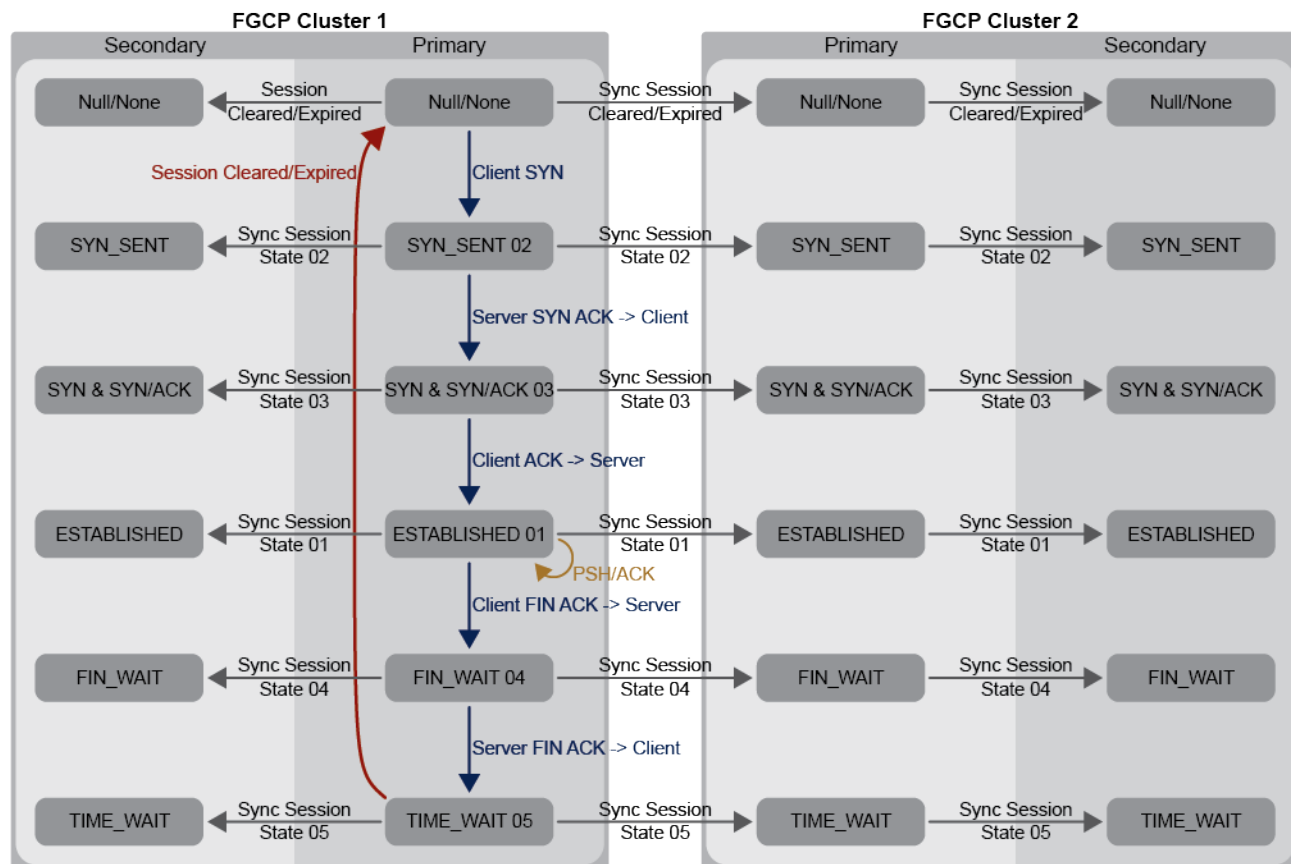 FGCP Cluster 1
FGCP Cluster 2
Secondary
Primary
Primary
Secondary
Null/None
Session
Cleared/Expired
Null/None
Sync Session
Cleared/Expired
Null/None
Sync Session
Cleared/Expired
Null/None
Session Cleared/Expired
Client SYN
SYN_SENT
Sync Session
State 02
SYN_SENT 02
Sync Session
State 02
SYN_SENT
Sync Session
State 02
SYN_SENT
Server SYN ACK -> Client
SYN & SYN/ACK
Sync Session
State 03
SYN & SYN/ACK 03
Sync Session
State 03
SYN & SYN/ACK
Sync Session
State 03
SYN & SYN/ACK
Client ACK -> Server
ESTABLISHED
Sync Session
State 01
ESTABLISHED 01
Sync Session
State 01
ESTABLISHED
Sync Session
State 01
ESTABLISHED
PSH/ACK
Client FIN ACK -> Server
FIN_WAIT
Sync Session
State 04
FIN_WAIT 04
Sync Session
State 04
FIN_WAIT
Sync Session
State 04
FIN_WAIT
Server FIN ACK -> Client
TIME_WAIT
Sync Session
State 05
TIME_WAIT 05
Sync Session
State 05
TIME_WAIT
Sync Session
State 05
TIME_WAIT